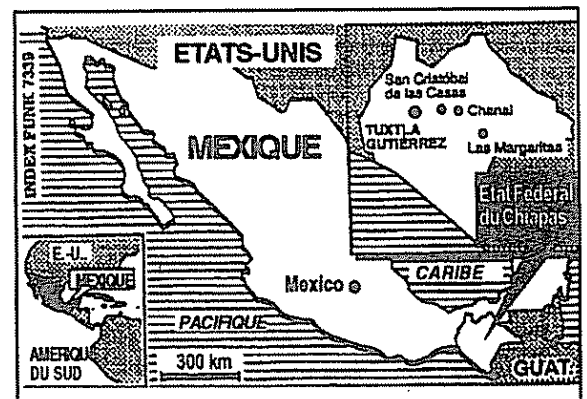 INDEX FUNK 7339
ETATS-UNIS
MEXIQUE
San Cristóbal
de las Casas
Chanal
TUXTLA
GUTIERREZ
Las Margaritas
Etat Federal
du Chiapas
E.-U.
MEXIQUE
AMERIQUE
DU SUD
Mexico
CARIBE
PACIFIQUE
300 km
GUAT.